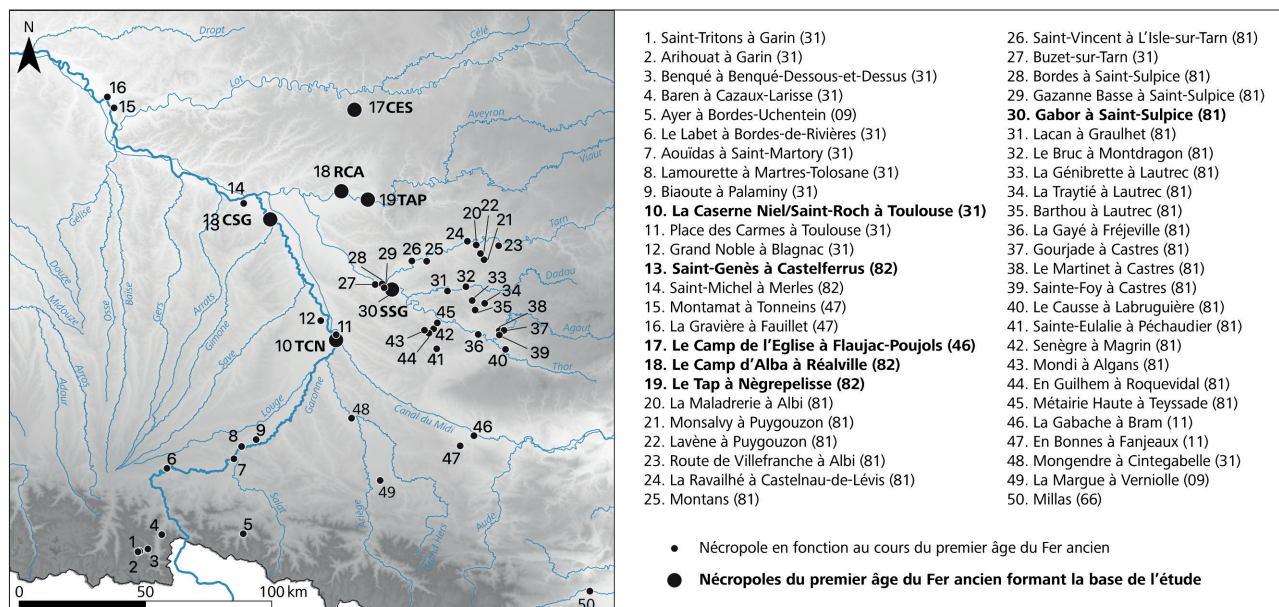 N
Dropt
Célé
Lot
16
15
17 CES
Aveyron
Viaur
18 RCA
19 TAP
14
13 CSG
13
Gélise
Tarn
20
22
21
24
23
26
25
28
29
27
30
SSG
Dadou
31
32
33
34
35
38
37
Agout
45
43
42
44
41
36
39
40
Thor
Douze
Midouze
Osse
Baïse
Gers
Arrats
Gimone
Save
12
11
10 TCN
Adour
Arros
Louge
Garonne
Canal du Midi
48
46
47
8
9
6
7
49
Salat
Ariège
Grand Hers
Aude
4
5
1
2
3
50
0
50
100 km
1. Saint-Tritons à Garin (31)
2. Arihouat à Garin (31)
3. Benqué à Benqué-Dessous-et-Dessus (31)
4. Baren à Cazaux-Larisse (31)
5. Ayer à Bordes-Uchentein (09)
6. Le Labet à Bordes-de-Rivières (31)
7. Aouïdas à Saint-Martory (31)
8. Lamourette à Martres-Tolosane (31)
9. Biaoute à Palaminy (31)
10. La Caserne Niel/Saint-Roch à Toulouse (31)
11. Place des Carmes à Toulouse (31)
12. Grand Noble à Blagnac (31)
13. Saint-Genès à Castelferrus (82)
14. Saint-Michel à Merles (82)
15. Montamat à Tonneins (47)
16. La Gravière à Fauillet (47)
17. Le Camp de l'Eglise à Flaujac-Poujols (46)
18. Le Camp d'Alba à Réalville (82)
19. Le Tap à Nègrepelisse (82)
20. La Maladrerie à Albi (81)
21. Monsalvy à Puygouzon (81)
22. Lavène à Puygouzon (81)
23. Route de Villefranche à Albi (81)
24. La Ravailhé à Castelnau-de-Lévis (81)
25. Montans (81)
26. Saint-Vincent à L'Isle-sur-Tarn (81)
27. Buzet-sur-Tarn (31)
28. Bordes à Saint-Sulpice (81)
29. Gazanne Basse à Saint-Sulpice (81)
30. Gabor à Saint-Sulpice (81)
31. Lacan à Graulhet (81)
32. Le Bruc à Montdragon (81)
33. La Génibrette à Lautrec (81)
34. La Traytié à Lautrec (81)
35. Barthou à Lautrec (81)
36. La Gayé à Fréjeville (81)
37. Gourjade à Castres (81)
38. Le Martinet à Castres (81)
39. Sainte-Foy à Castres (81)
40. Le Causse à Labruguière (81)
41. Sainte-Eulalie à Péchaudier (81)
42. Senègre à Magrin (81)
43. Mondi à Algans (81)
44. En Guilhem à Roquevidal (81)
45. Métairie Haute à Teyssade (81)
46. La Gabache à Bram (11)
47. En Bonnes à Fanjeaux (11)
48. Mongendre à Cintegabelle (31)
49. La Margue à Verniolle (09)
50. Millas (66)
Nécropole en fonction au cours du premier âge du Fer ancien
Nécropoles du premier âge du Fer ancien formant la base de l'étude